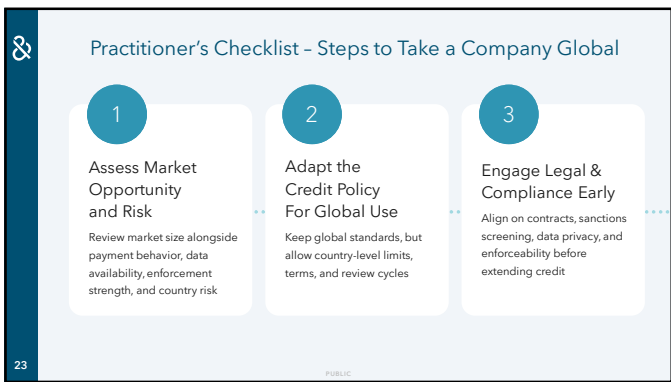 &
Practitioner's Checklist – Steps to Take a Company Global
1
Assess Market
Opportunity
and Risk
Review market size alongside
payment behavior, data
availability, enforcement
strength, and country risk
2
Adapt the
Credit Policy
For Global Use
Keep global standards, but
allow country-level limits,
terms, and review cycles
3
Engage Legal &
Compliance Early
Align on contracts, sanctions
screening, data privacy, and
enforceability before
extending credit
23
PUBLIC